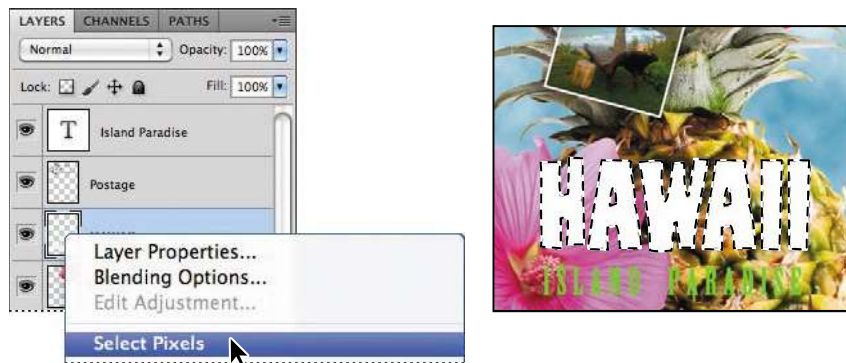 LAYERS CHANNELS PATHS
Normal Opacity: 100%
Lock: Fill: 100%
T Island Paradise
Postage
Layer Properties...
Blending Options...
Edit Adjustment...
Select Pixels
HAWAII
ISLAND PARADISE